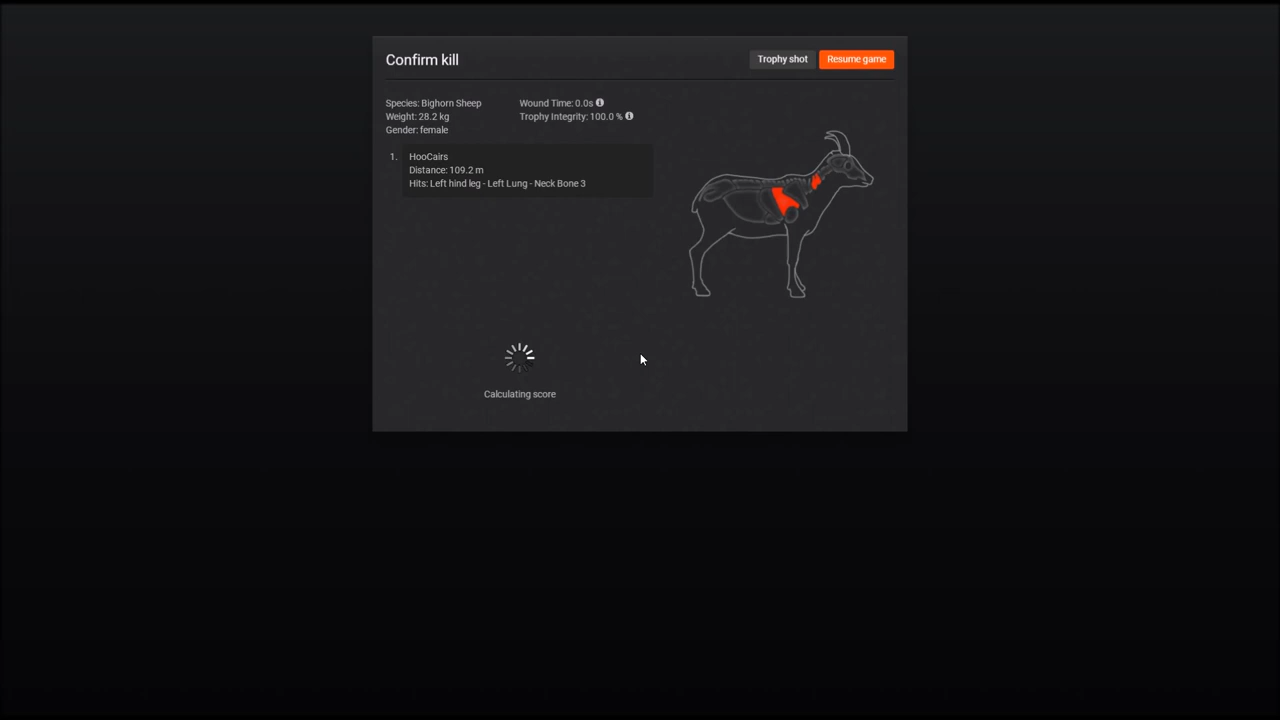 Confirm kill
Trophy shot
Resume game
Species: Bighorn Sheep
Weight: 28.2 kg
Gender: female
Wound Time: 0.0s
Trophy Integrity: 100.0 %
1.
HooCairs
Distance: 109.2 m
Hits: Left hind leg - Left Lung - Neck Bone 3
Calculating score